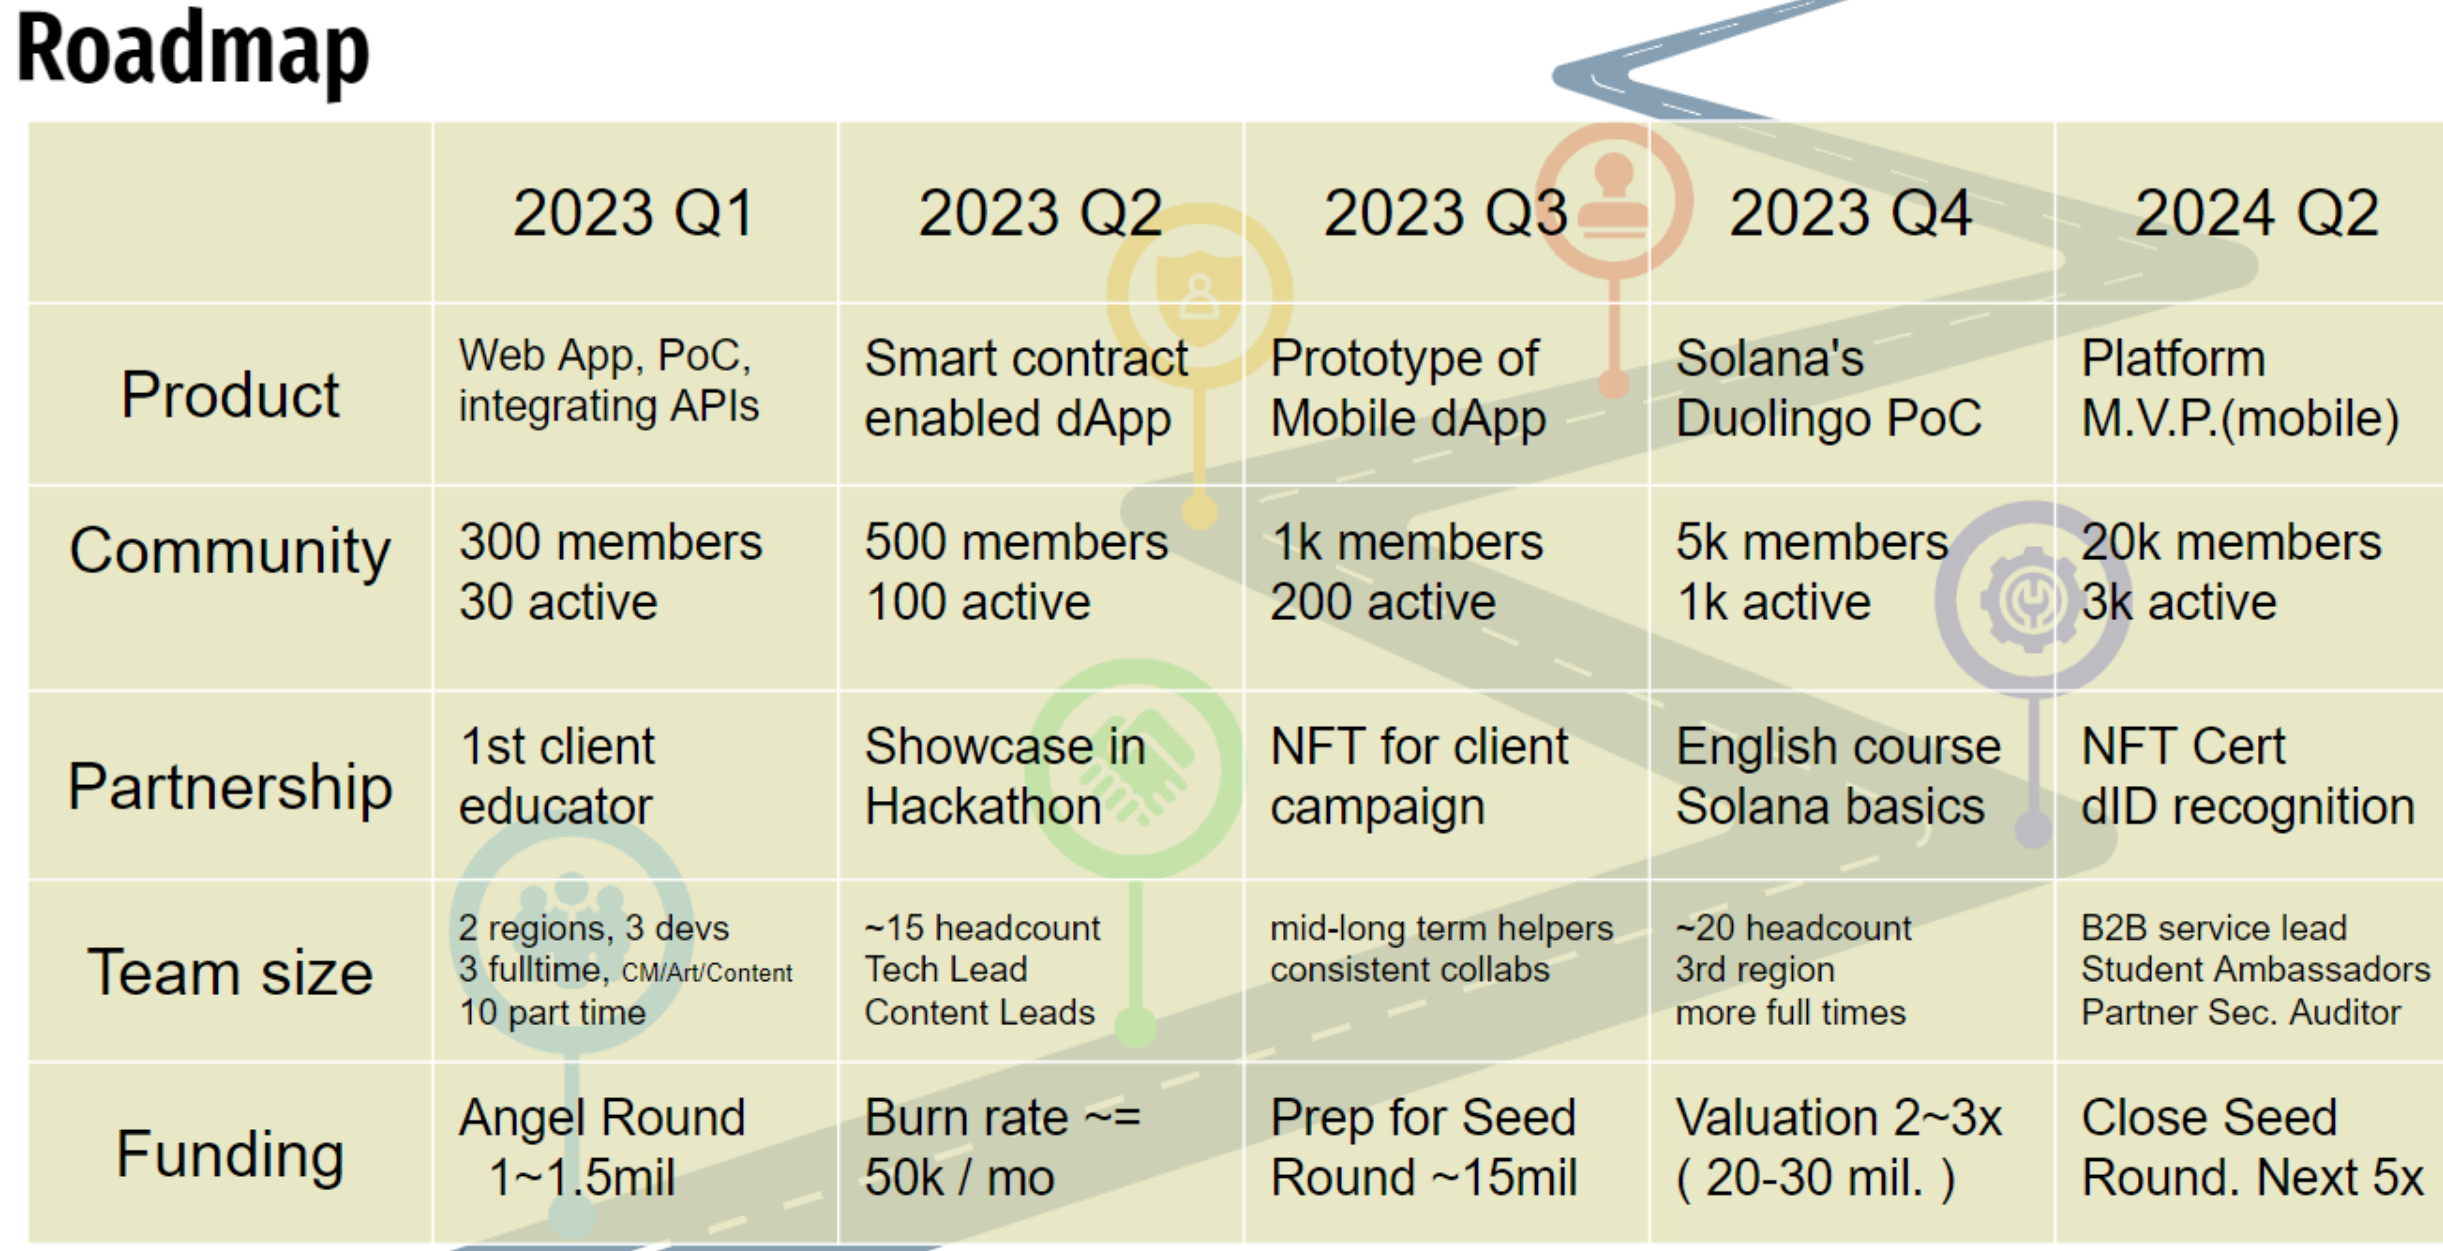 Roadmap
2023 Q1
2023 Q2
2023 Q3
2023 Q4
2024 Q2
Product
Web App, PoC,
integrating APIs
Smart contract
enabled dApp
Prototype of
Mobile dApp
Solana's
Duolingo PoC
Platform
M.V.P.(mobile)
Community
300 members
30 active
500 members
100 active
1k members
200 active
5k members
1k active
20k members
3k active
Partnership
1st client
educator
Showcase in
Hackathon
NFT for client
campaign
English course
Solana basics
NFT Cert
dID recognition
Team size
2 regions, 3 devs
3 fulltime, CM/Art/Content
10 part time
~15 headcount
Tech Lead
Content Leads
mid-long term helpers
consistent collabs
~20 headcount
3rd region
more full times
B2B service lead
Student Ambassadors
Partner Sec. Auditor
Funding
Angel Round
1~1.5mil
Burn rate ~=
50k / mo
Prep for Seed
Round ~15mil
Valuation 2~3x
( 20-30 mil. )
Close Seed
Round. Next 5x